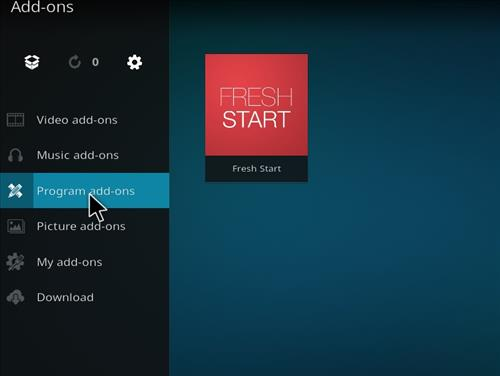 Add-ons
0
Video add-ons
Music add-ons
Program add-ons
Picture add-ons
My add-ons
Download
FRESH
START
Fresh Start